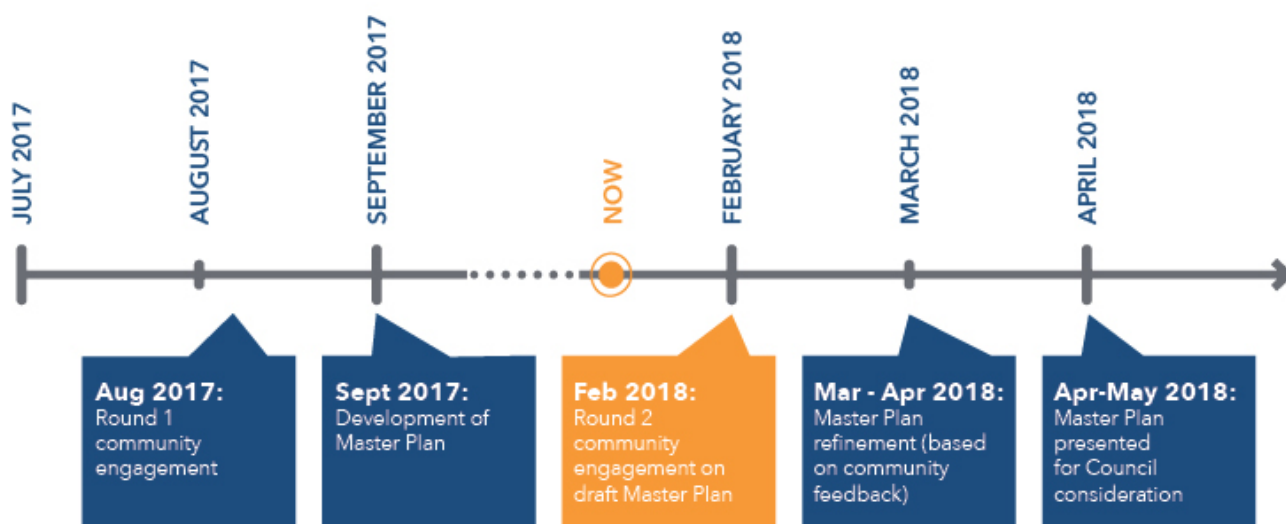 JULY 2017
AUGUST 2017
SEPTEMBER 2017
NOW
FEBRUARY 2018
MARCH 2018
APRIL 2018
Aug 2017:
Round 1
community
engagement
Sept 2017:
Development of
Master Plan
Feb 2018:
Round 2
community
engagement on
draft Master Plan
Mar - Apr 2018:
Master Plan
refinement (based
on community
feedback)
Apr-May 2018:
Master Plan
presented
for Council
consideration